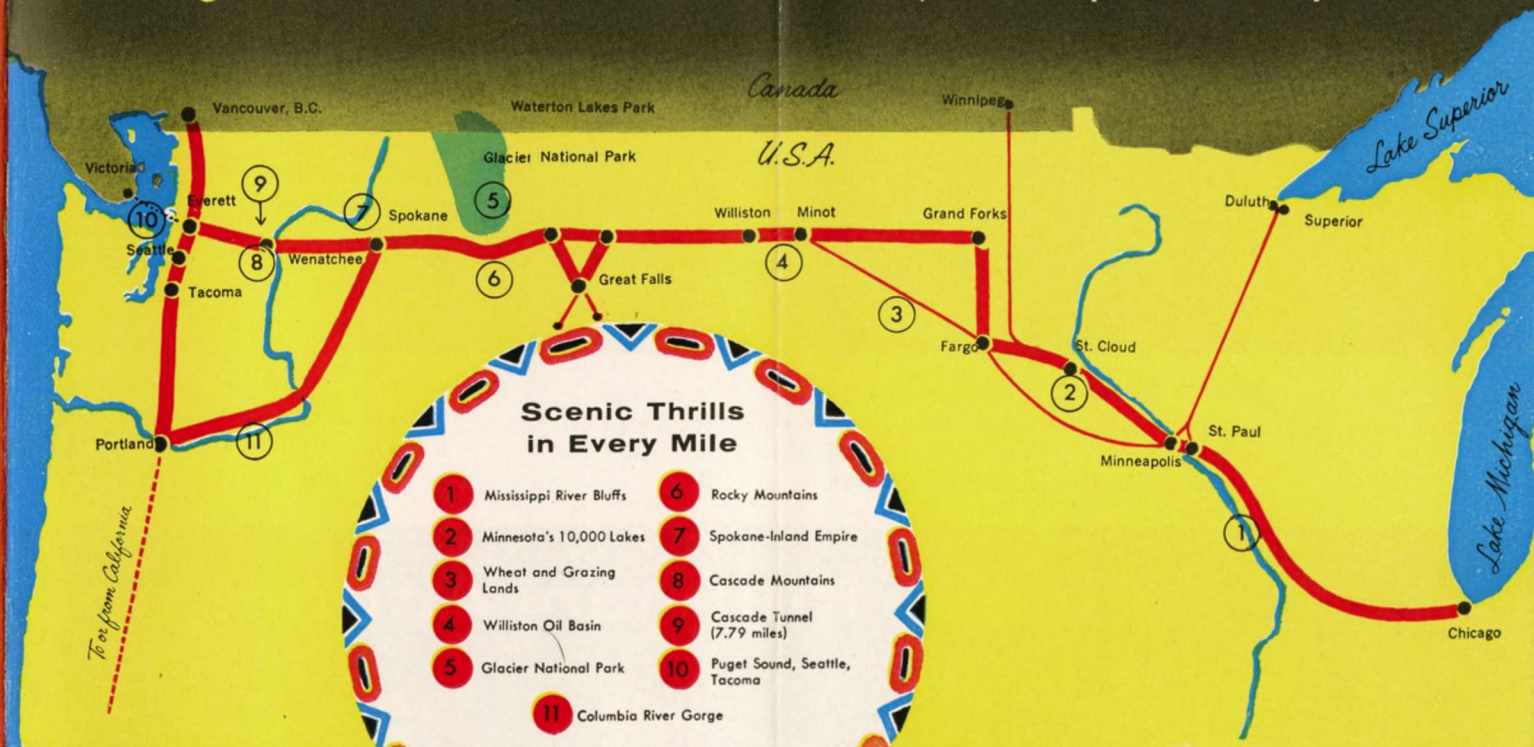 Canada
Vancouver, B.C.
Waterton Lakes Park
Winnipeg
Lake Superior
U.S.A.
Glacier National Park
Victoria
9
5
10
Everett
7
Spokane
Williston
Minot
Grand Forks
Duluth
Superior
Seattle
8
Wenatchee
6
4
Great Falls
Tacoma
3
Fargo
St. Cloud
2
Portland
11
St. Paul
Minneapolis
Lake Michigan
1
Chicago
To or from California
Scenic Thrills
in Every Mile
1 Mississippi River Bluffs
2 Minnesota's 10,000 Lakes
3 Wheat and Grazing
Lands
4 Williston Oil Basin
5 Glacier National Park
6 Rocky Mountains
7 Spokane-Inland Empire
8 Cascade Mountains
9 Cascade Tunnel
(7.79 miles)
10 Puget Sound, Seattle,
Tacoma
11 Columbia River Gorge